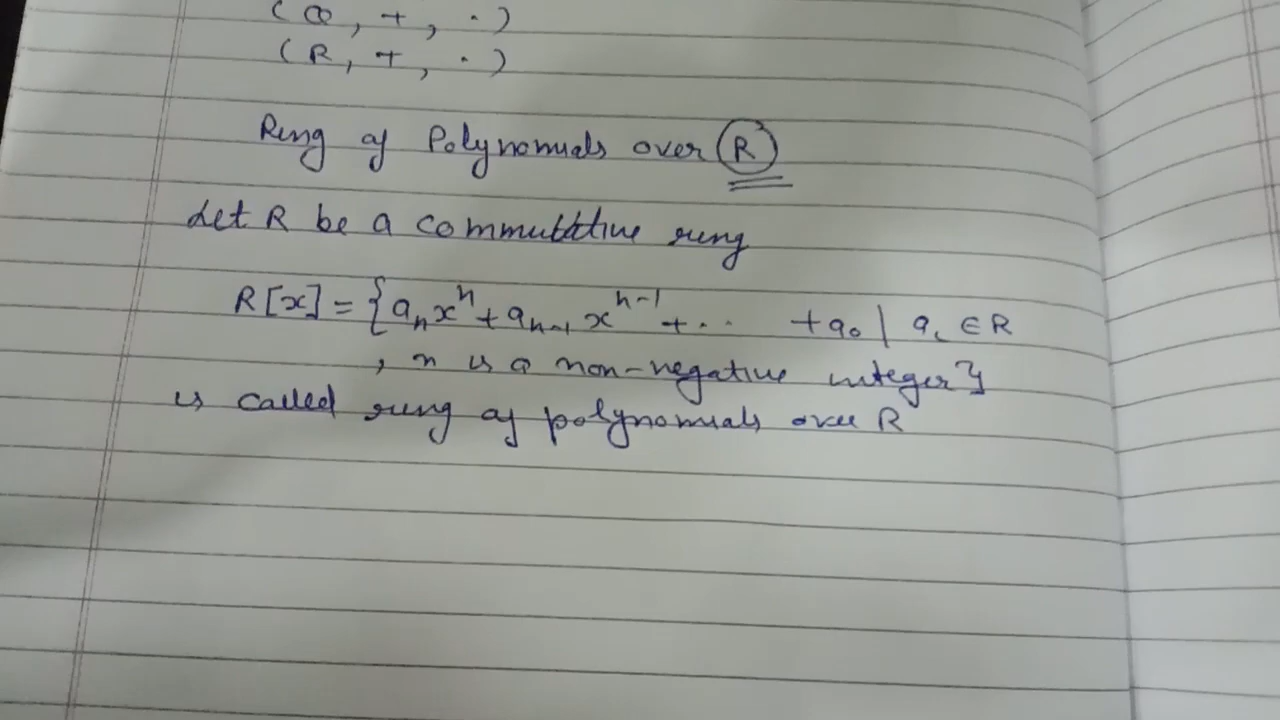 (Q, +, ·)
(R, +, ·)
Ring of Polynomials over R
Let R be a commutative ring
R[x] = {aₙxⁿ + aₙ₋₁xⁿ⁻¹ + ·· + a₀ | aᵢ ∈ R
, n is a non-negative integer}
is called ring of polynomials over R